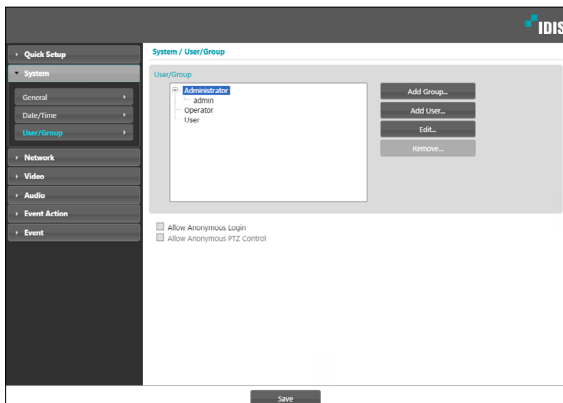 IDIS
Quick Setup
System
General
Date/Time
User/Group
Network
Video
Audio
Event Action
Event
System / User/Group
User/Group
Administrator
admin
Operator
User
Add Group...
Add User...
Edit...
Remove...
Allow Anonymous Login
Allow Anonymous PTZ Control
Save